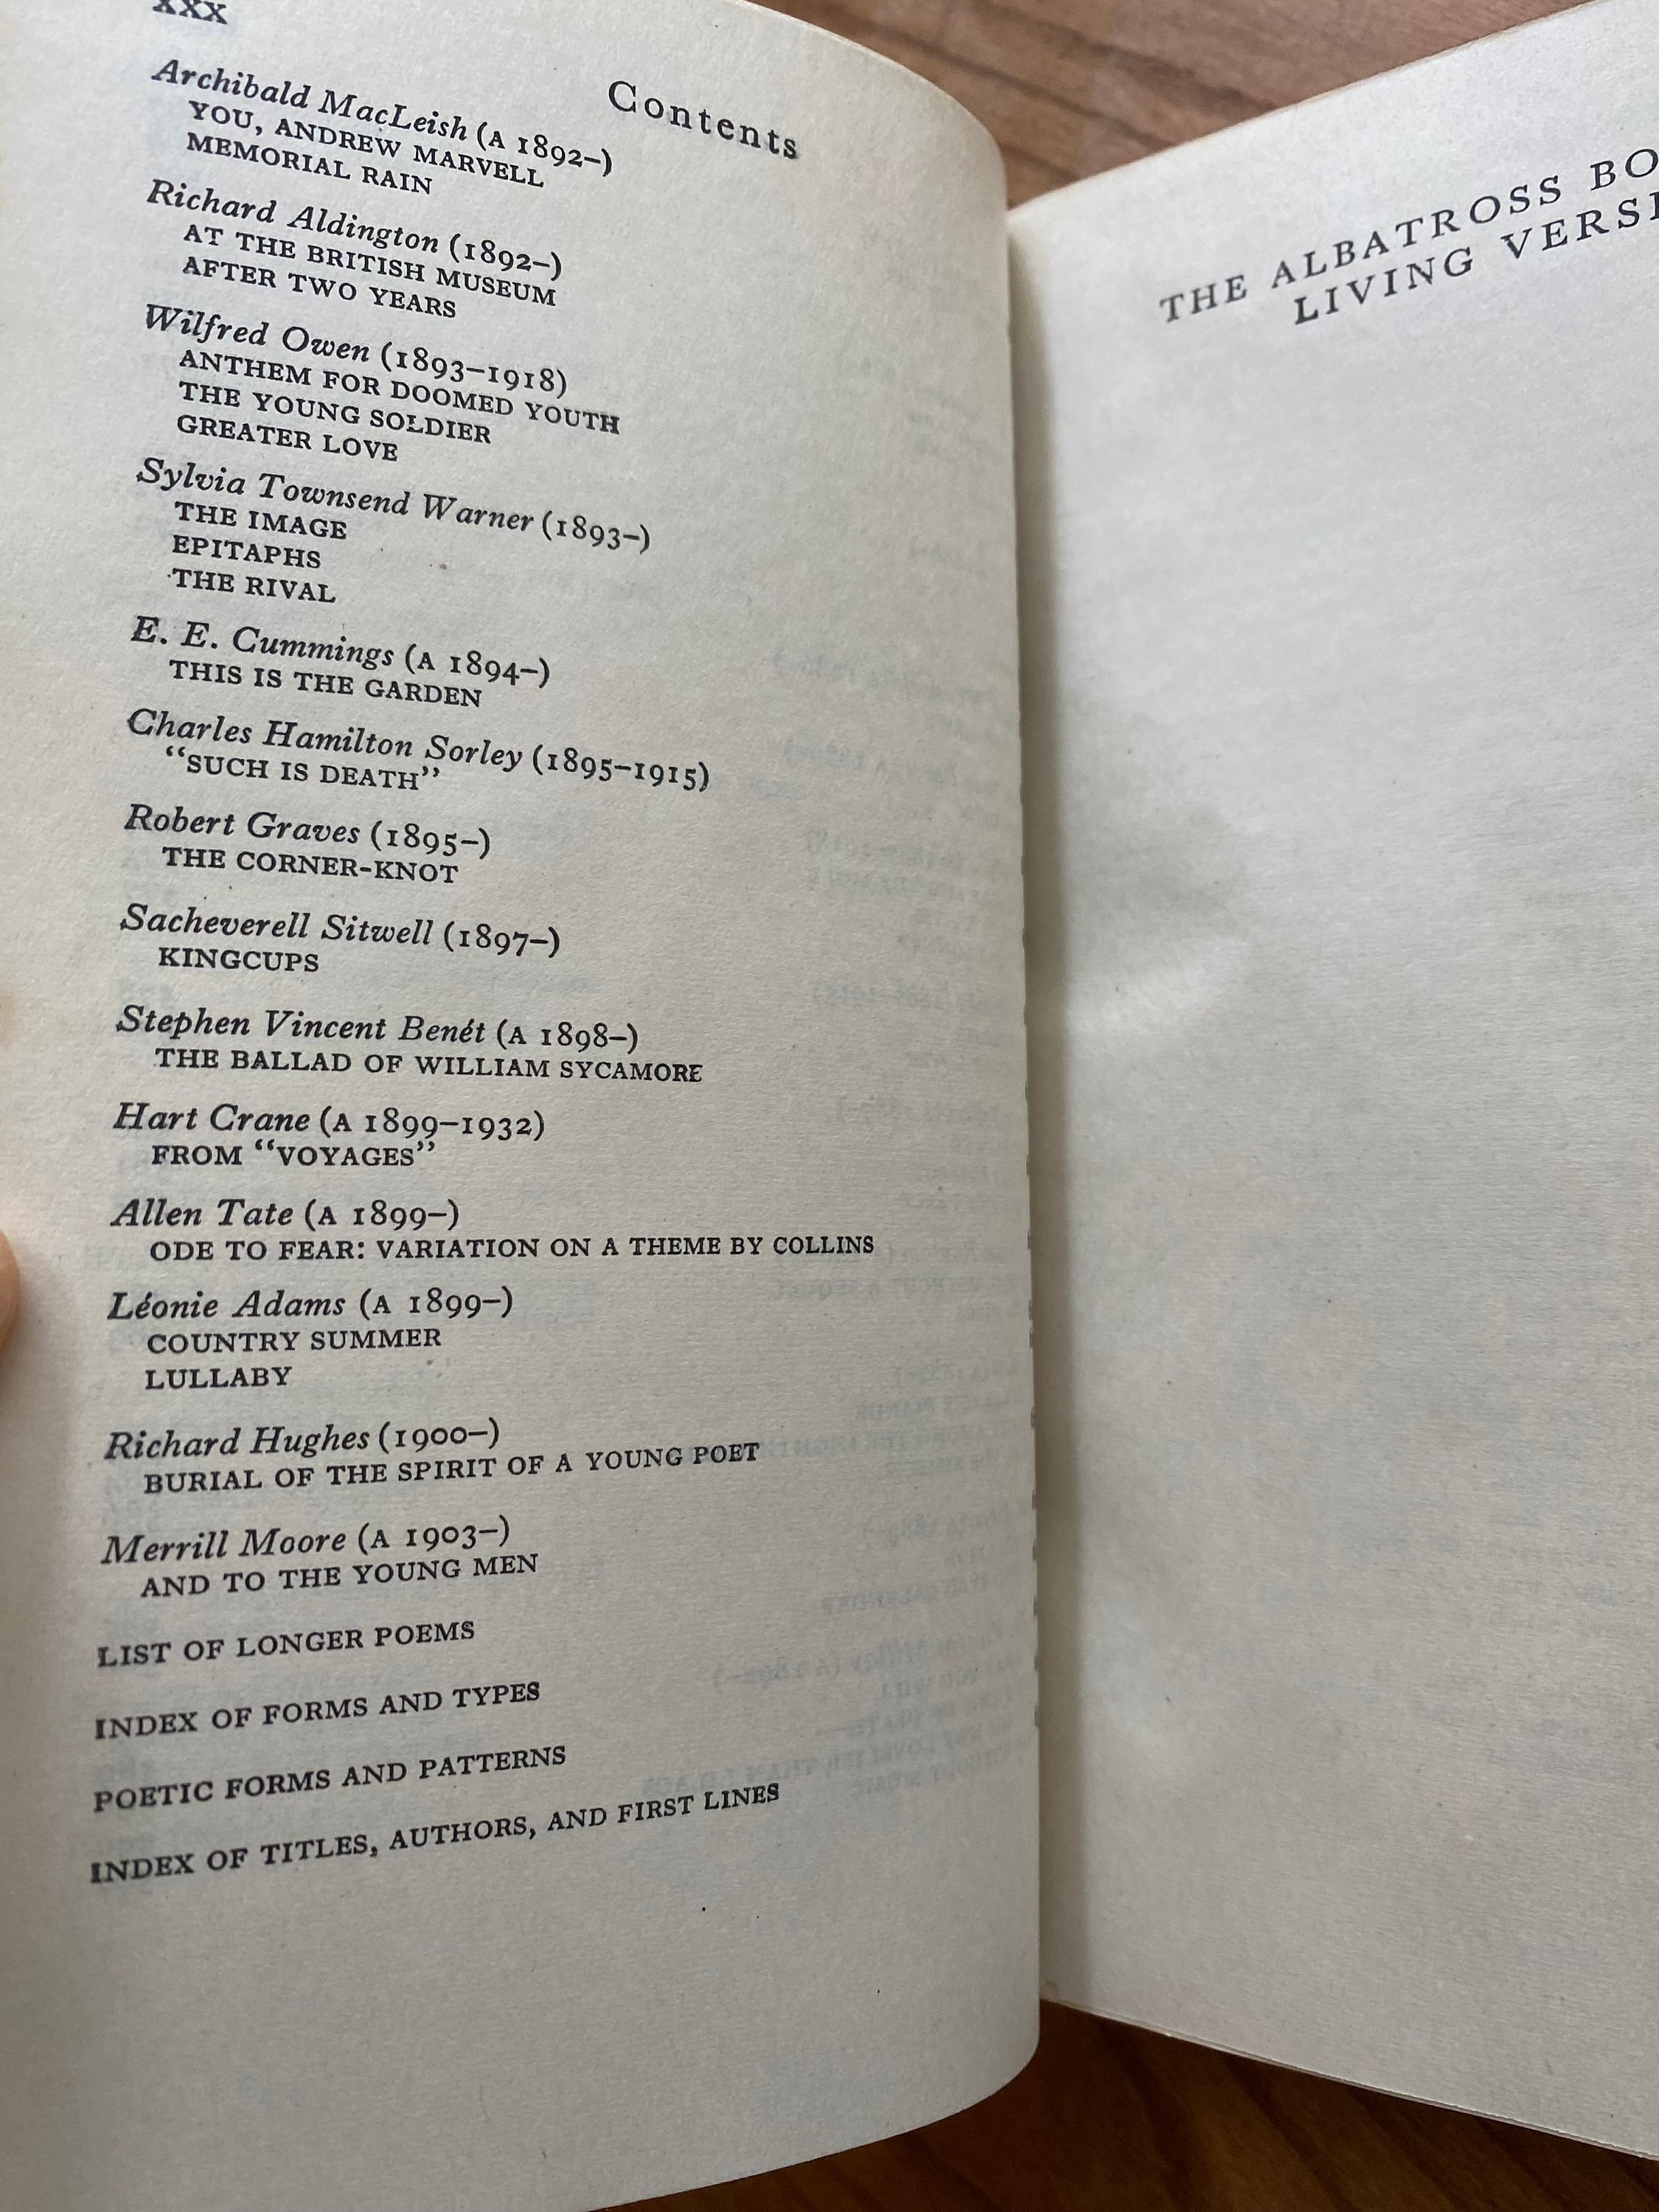 xxx
Contents
Archibald MacLeish (A 1892–)
YOU, ANDREW MARVELL
MEMORIAL RAIN
Richard Aldington (1892–)
AT THE BRITISH MUSEUM
AFTER TWO YEARS
Wilfred Owen (1893–1918)
ANTHEM FOR DOOMED YOUTH
THE YOUNG SOLDIER
GREATER LOVE
Sylvia Townsend Warner (1893–)
THE IMAGE
EPITAPHS
THE RIVAL
E. E. Cummings (A 1894–)
THIS IS THE GARDEN
Charles Hamilton Sorley (1895–1915)
“SUCH IS DEATH”
Robert Graves (1895–)
THE CORNER-KNOT
Sacheverell Sitwell (1897–)
KINGCUPS
Stephen Vincent Benét (A 1898–)
THE BALLAD OF WILLIAM SYCAMORE
Hart Crane (A 1899–1932)
FROM “VOYAGES”
Allen Tate (A 1899–)
ODE TO FEAR: VARIATION ON A THEME BY COLLINS
Léonie Adams (A 1899–)
COUNTRY SUMMER
LULLABY
Richard Hughes (1900–)
BURIAL OF THE SPIRIT OF A YOUNG POET
Merrill Moore (A 1903–)
AND TO THE YOUNG MEN
LIST OF LONGER POEMS
INDEX OF FORMS AND TYPES
POETIC FORMS AND PATTERNS
INDEX OF TITLES, AUTHORS, AND FIRST LINES
THE ALBATROSS BO
LIVING VERSE